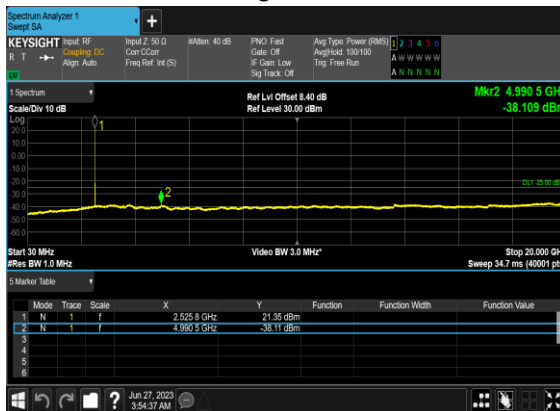 Spectrum Analyzer 1
Swept SA
KEYSIGHT Input: RF Input Z: 50 Ω #Atten: 40 dB PNO: Fast Avg Type: Power (RMS) 1 2 3 4 5 6
R T Coupling: DC Corr CCorr Gate: Off Avg|Hold: 100/100 A W W W W W
Align: Auto Freq Ref: Int (S) IF Gain: Low Trig: Free Run
Sig Track: Off A N N N N N
1 Spectrum Ref Lvl Offset 8.40 dB Mkr2 4.990 5 GH
Scale/Div 10 dB Ref Level 30.00 dBm -38.109 dBr
Log
20.0
10.0
0.00
-10.0
-20.0
-30.0
-40.0
-50.0
-60.0
1
2
DL1 -25.00 dB
Start 30 MHz Video BW 3.0 MHz* Stop 20.000 GH
#Res BW 1.0 MHz Sweep 34.7 ms (40001 pt
5 Marker Table
Mode Trace Scale X Y Function Function Width Function Value
1 N 1 f 2.525 8 GHz 21.35 dBm
2 N 1 f 4.990 5 GHz -38.11 dBm
3
4
5
6
?
Jun 27, 2023
3:54:37 AM